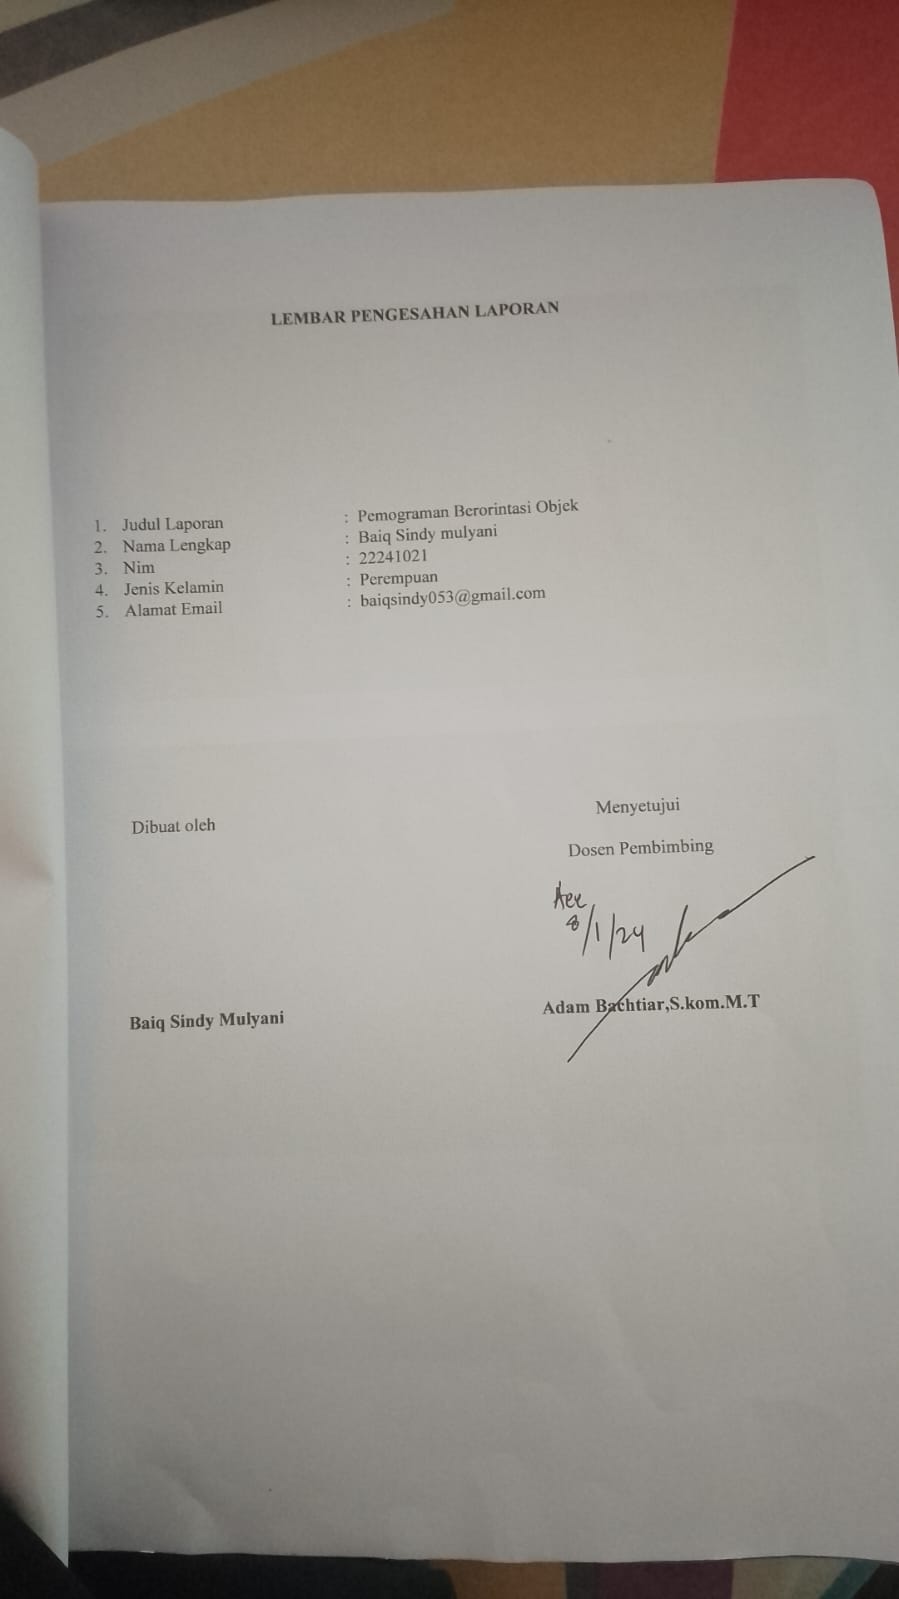 LEMBAR PENGESAHAN LAPORAN
1. Judul Laporan : Pemograman Berorintasi Objek
2. Nama Lengkap : Baiq Sindy mulyani
3. Nim : 22241021
4. Jenis Kelamin : Perempuan
5. Alamat Email : baiqsindy053@gmail.com
Menyetujui
Dibuat oleh
Dosen Pembimbing
8/1/24
Baiq Sindy Mulyani
Adam Bachtiar,S.kom.M.T